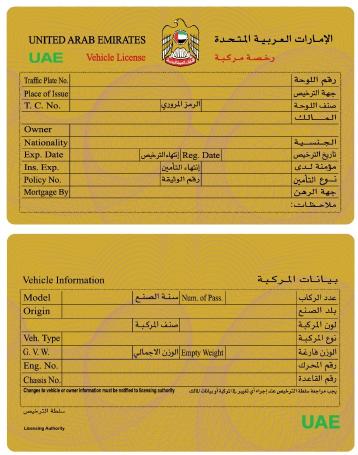 UNITED ARAB EMIRATES الإمارات العربية المتحدة
UAE Vehicle License رخصة مركبة
Traffic Plate No. رقم اللوحة
Place of Issue جهة الترخيص
T. C. No. الرمز المروري صنف اللوحة
المالك
Owner
Nationality الجنسية
Exp. Date إنتهاء الترخيص Reg. Date تاريخ الترخيص
Ins. Exp. إنتهاء التأمين مؤمنة لدى
Policy No. رقم الوثيقة نوع التأمين
Mortgage By جهة الرهن
ملاحظات:
Vehicle Information بيانات المركبة
Model سنة الصنع Num. of Pass. عدد الركاب
Origin بلد الصنع
صنف المركبة لون المركبة
Veh. Type نوع المركبة
G. V. W. الوزن الاجمالي Empty Weight الوزن فارغة
Eng. No. رقم المحرك
Chassis No. رقم القاعدة
Changes to vehicle or owner information must be notified to licensing authority يجب مراجعة سلطة الترخيص عند إجراء أي تغيير في المركبة أو بيانات المالك
سلطة الترخيص
Licensing Authority
UAE